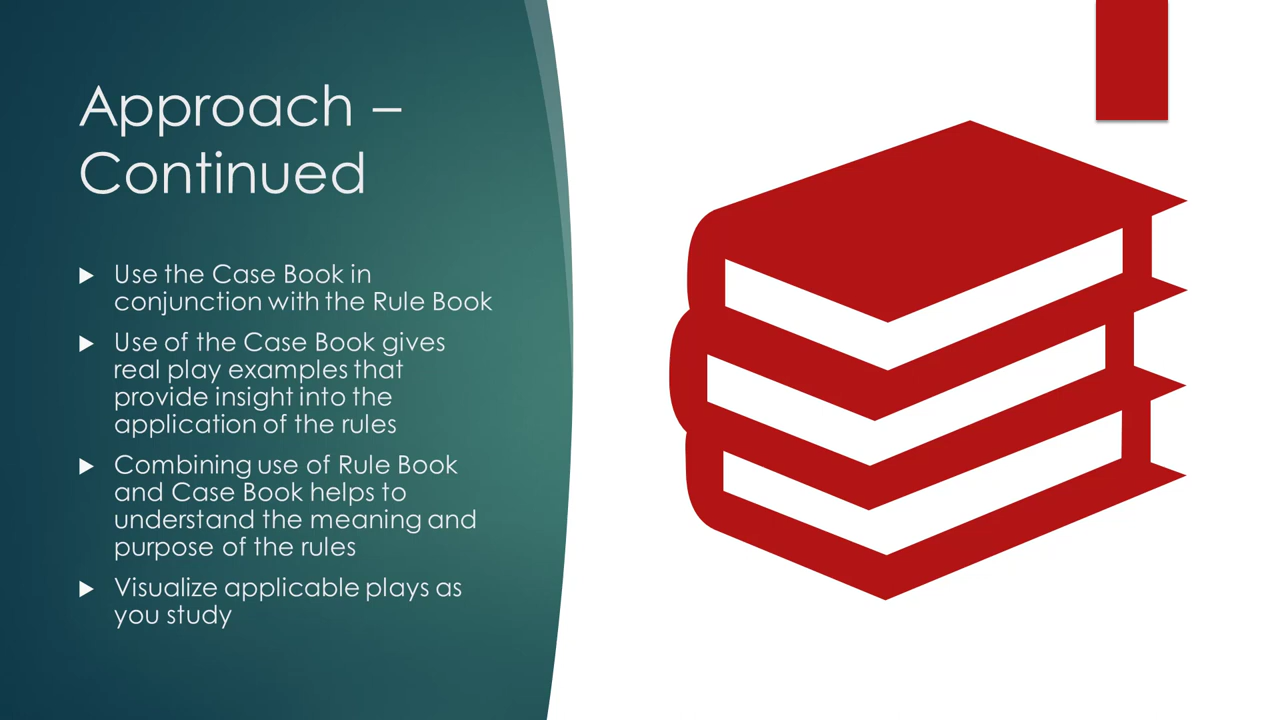 Approach –
Continued
Use the Case Book in
conjunction with the Rule Book
Use of the Case Book gives
real play examples that
provide insight into the
application of the rules
Combining use of Rule Book
and Case Book helps to
understand the meaning and
purpose of the rules
Visualize applicable plays as
you study